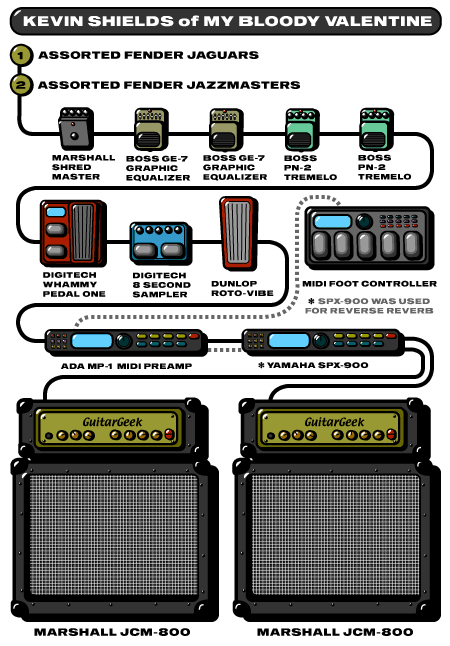 KEVIN SHIELDS of MY BLOODY VALENTINE
1 ASSORTED FENDER JAGUARS
2 ASSORTED FENDER JAZZMASTERS
MARSHALL
SHRED
MASTER
BOSS GE-7
GRAPHIC
EQUALIZER
BOSS GE-7
GRAPHIC
EQUALIZER
BOSS
PN-2
TREMELO
BOSS
PN-2
TREMELO
DIGITECH
WHAMMY
PEDAL ONE
DIGITECH
8 SECOND
SAMPLER
DUNLOP
ROTO-VIBE
MIDI FOOT CONTROLLER
* SPX-900 WAS USED
FOR REVERSE REVERB
ADA MP-1 MIDI PREAMP
* YAMAHA SPX-900
GuitarGeek
GuitarGeek
MARSHALL JCM-800
MARSHALL JCM-800